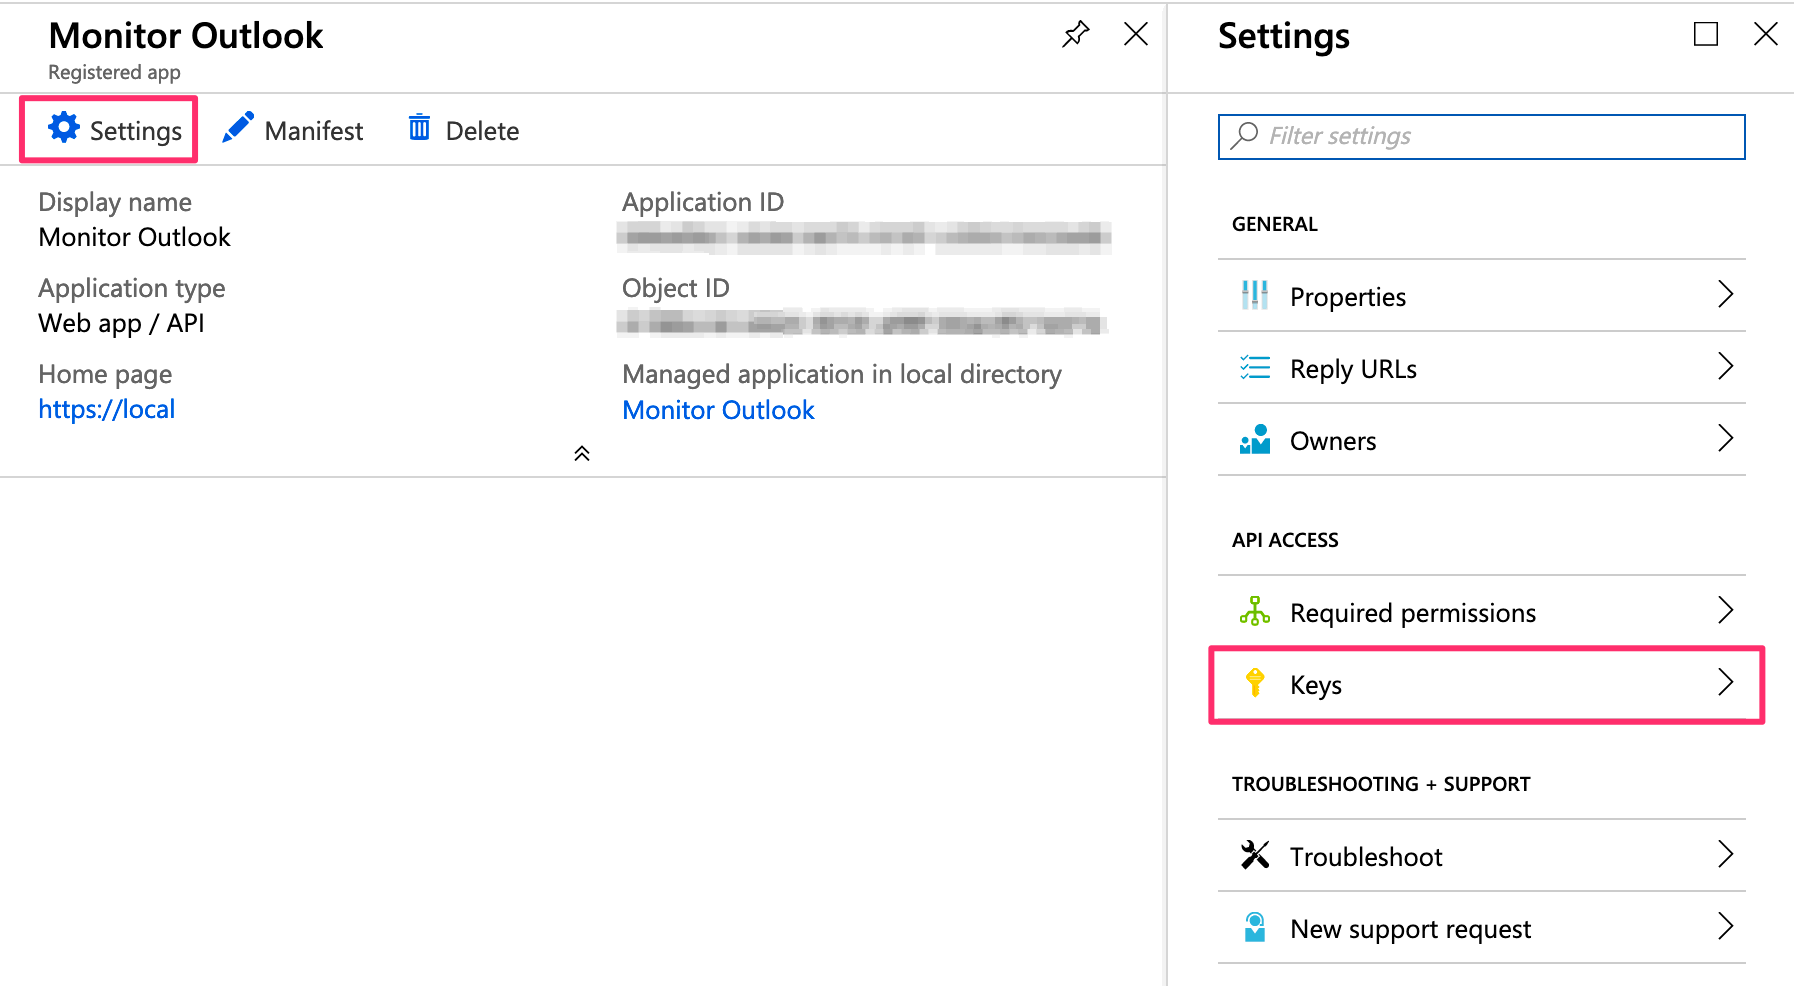 Monitor Outlook
Registered app
Settings
Manifest
Delete
Display name
Monitor Outlook
Application type
Web app / API
Home page
https://local
Application ID
Object ID
Managed application in local directory
Monitor Outlook
Settings
Filter settings
GENERAL
Properties
Reply URLs
Owners
API ACCESS
Required permissions
Keys
TROUBLESHOOTING + SUPPORT
Troubleshoot
New support request